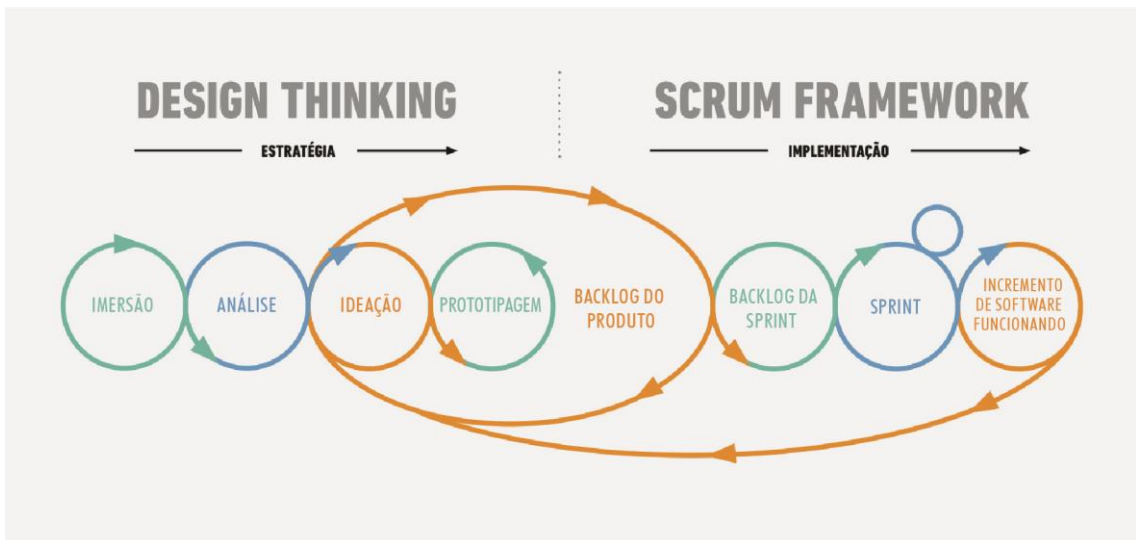 DESIGN THINKING
ESTRATÉGIA
SCRUM FRAMEWORK
IMPLEMENTAÇÃO
IMERSÃO
ANÁLISE
IDEAÇÃO
PROTOTIPAGEM
BACKLOG DO
PRODUTO
BACKLOG DA
SPRINT
SPRINT
INCREMENTO
DE SOFTWARE
FUNCIONANDO